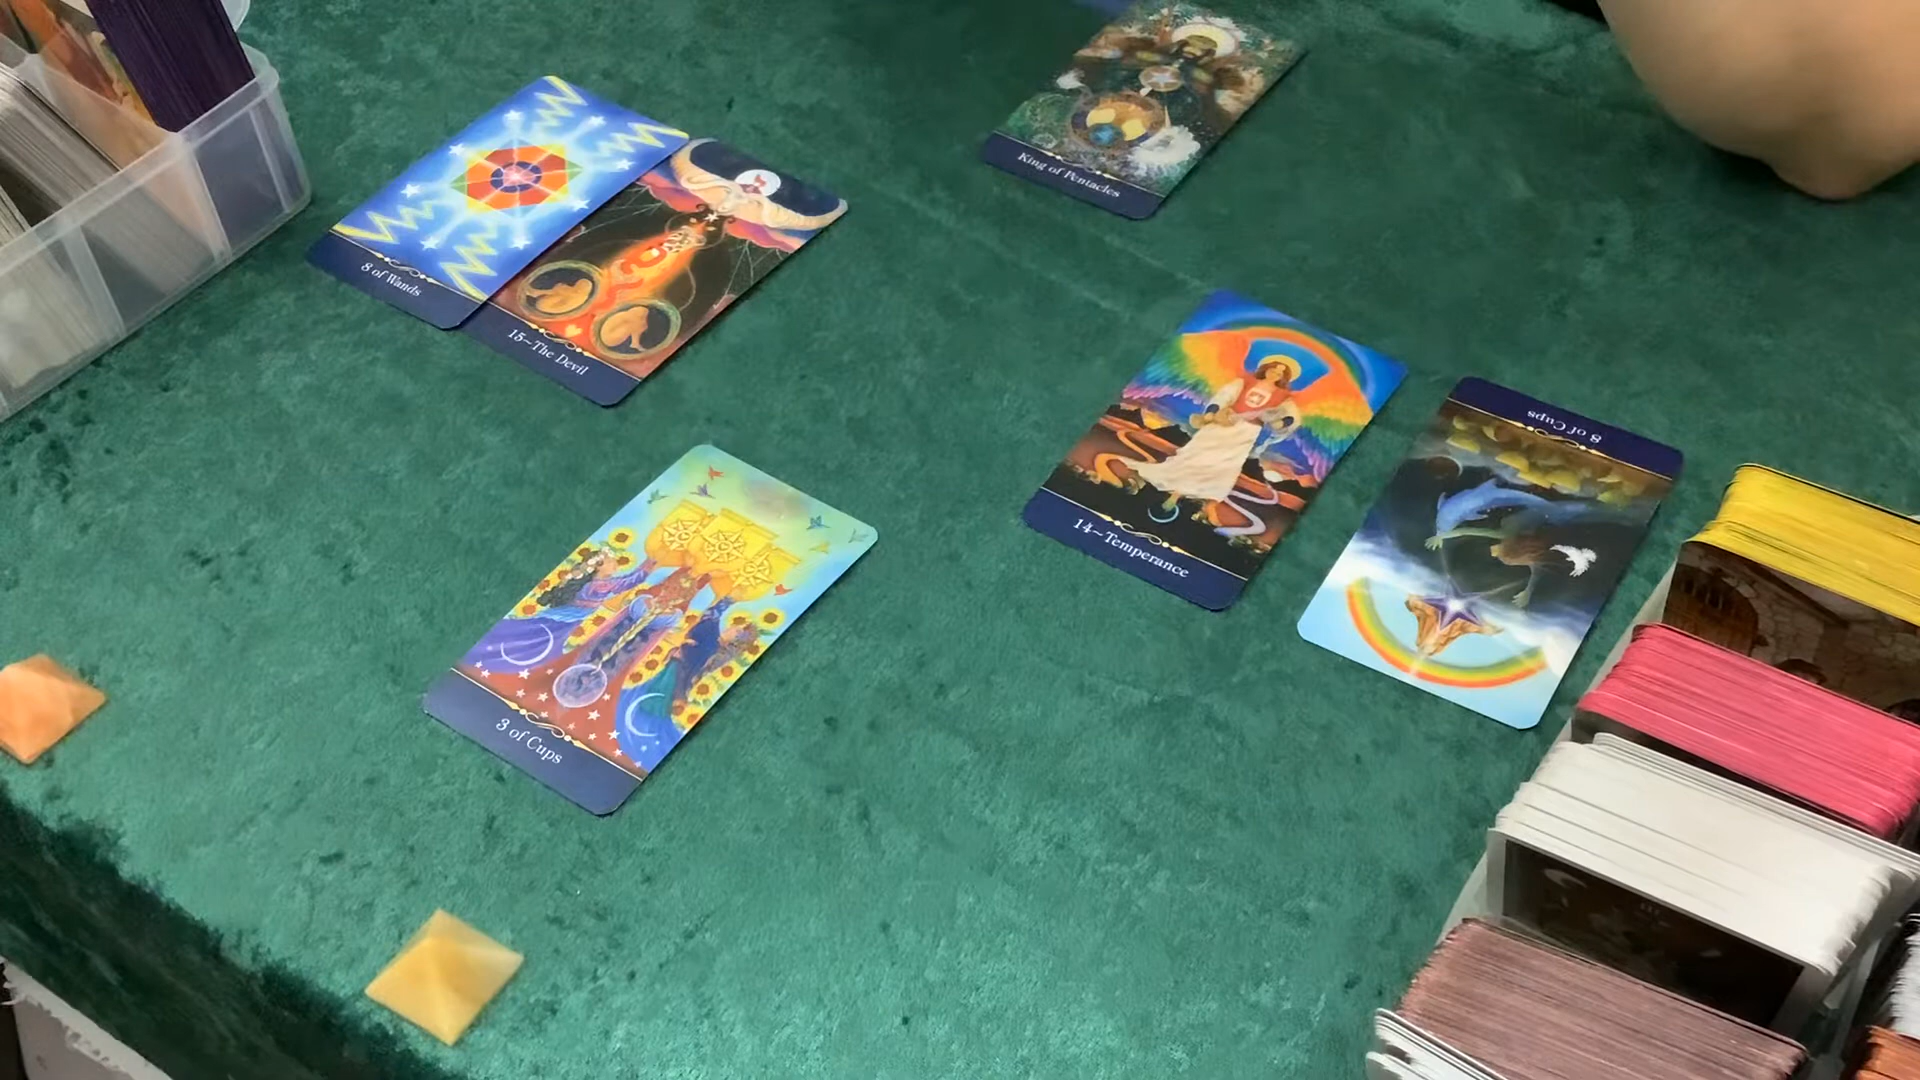 King of Pentacles
8 of Wands
15~The Devil
14~Temperance
8 of Cups
3 of Cups